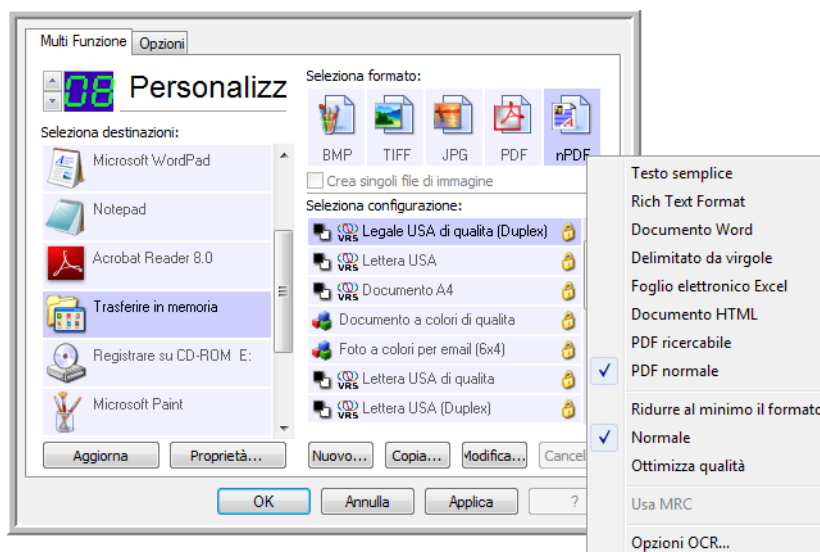 Multi Funzione
Opzioni
08
Personalizz
Seleziona destinazioni:
Microsoft WordPad
Notepad
Acrobat Reader 8.0
Trasferire in memoria
Registrare su CD-ROM E:
Microsoft Paint
Aggiorna
Proprietà...
Seleziona formato:
BMP
TIFF
JPG
PDF
nPDF
Crea singoli file di immagine
Seleziona configurazione:
VRS Legale USA di qualita (Duplex)
VRS Lettera USA
VRS Documento A4
Documento a colori di qualita
Foto a colori per email (6x4)
VRS Lettera USA di qualita
VRS Lettera USA (Duplex)
Nuovo...
Copia...
Modifica...
Cancel
OK
Annulla
Applica
?
Testo semplice
Rich Text Format
Documento Word
Delimitato da virgole
Foglio elettronico Excel
Documento HTML
PDF ricercabile
PDF normale
Ridurre al minimo il formato
Normale
Ottimizza qualità
Usa MRC
Opzioni OCR...